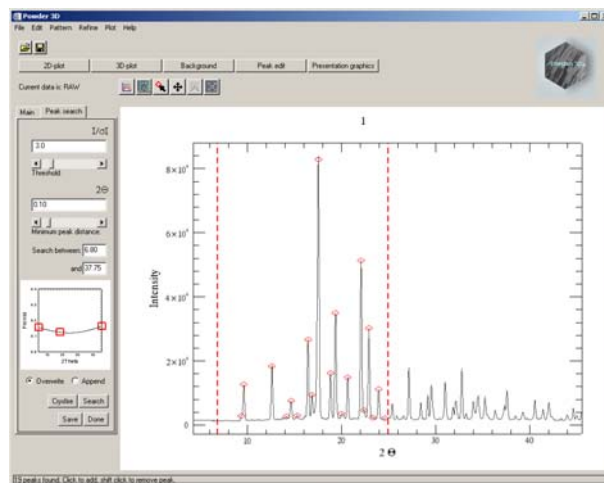 Powder 3D
File Edit Pattern Refine Plot Help
2D-plot 3D-plot Background Peak edit Presentation graphics
Current data is: RAW
Main Peak search
I/σI
3.0
Threshold
2Θ
0.10
Minimum peak distance:
Search between: 6.80
and 37.75
Overwrite Append
Search
Save Done
1
8×10⁴
6×10⁴
4×10⁴
2×10⁴
0
Intensity
10 20 30 40
2 Θ
19 peaks found. Click to add, shift click to remove peak.